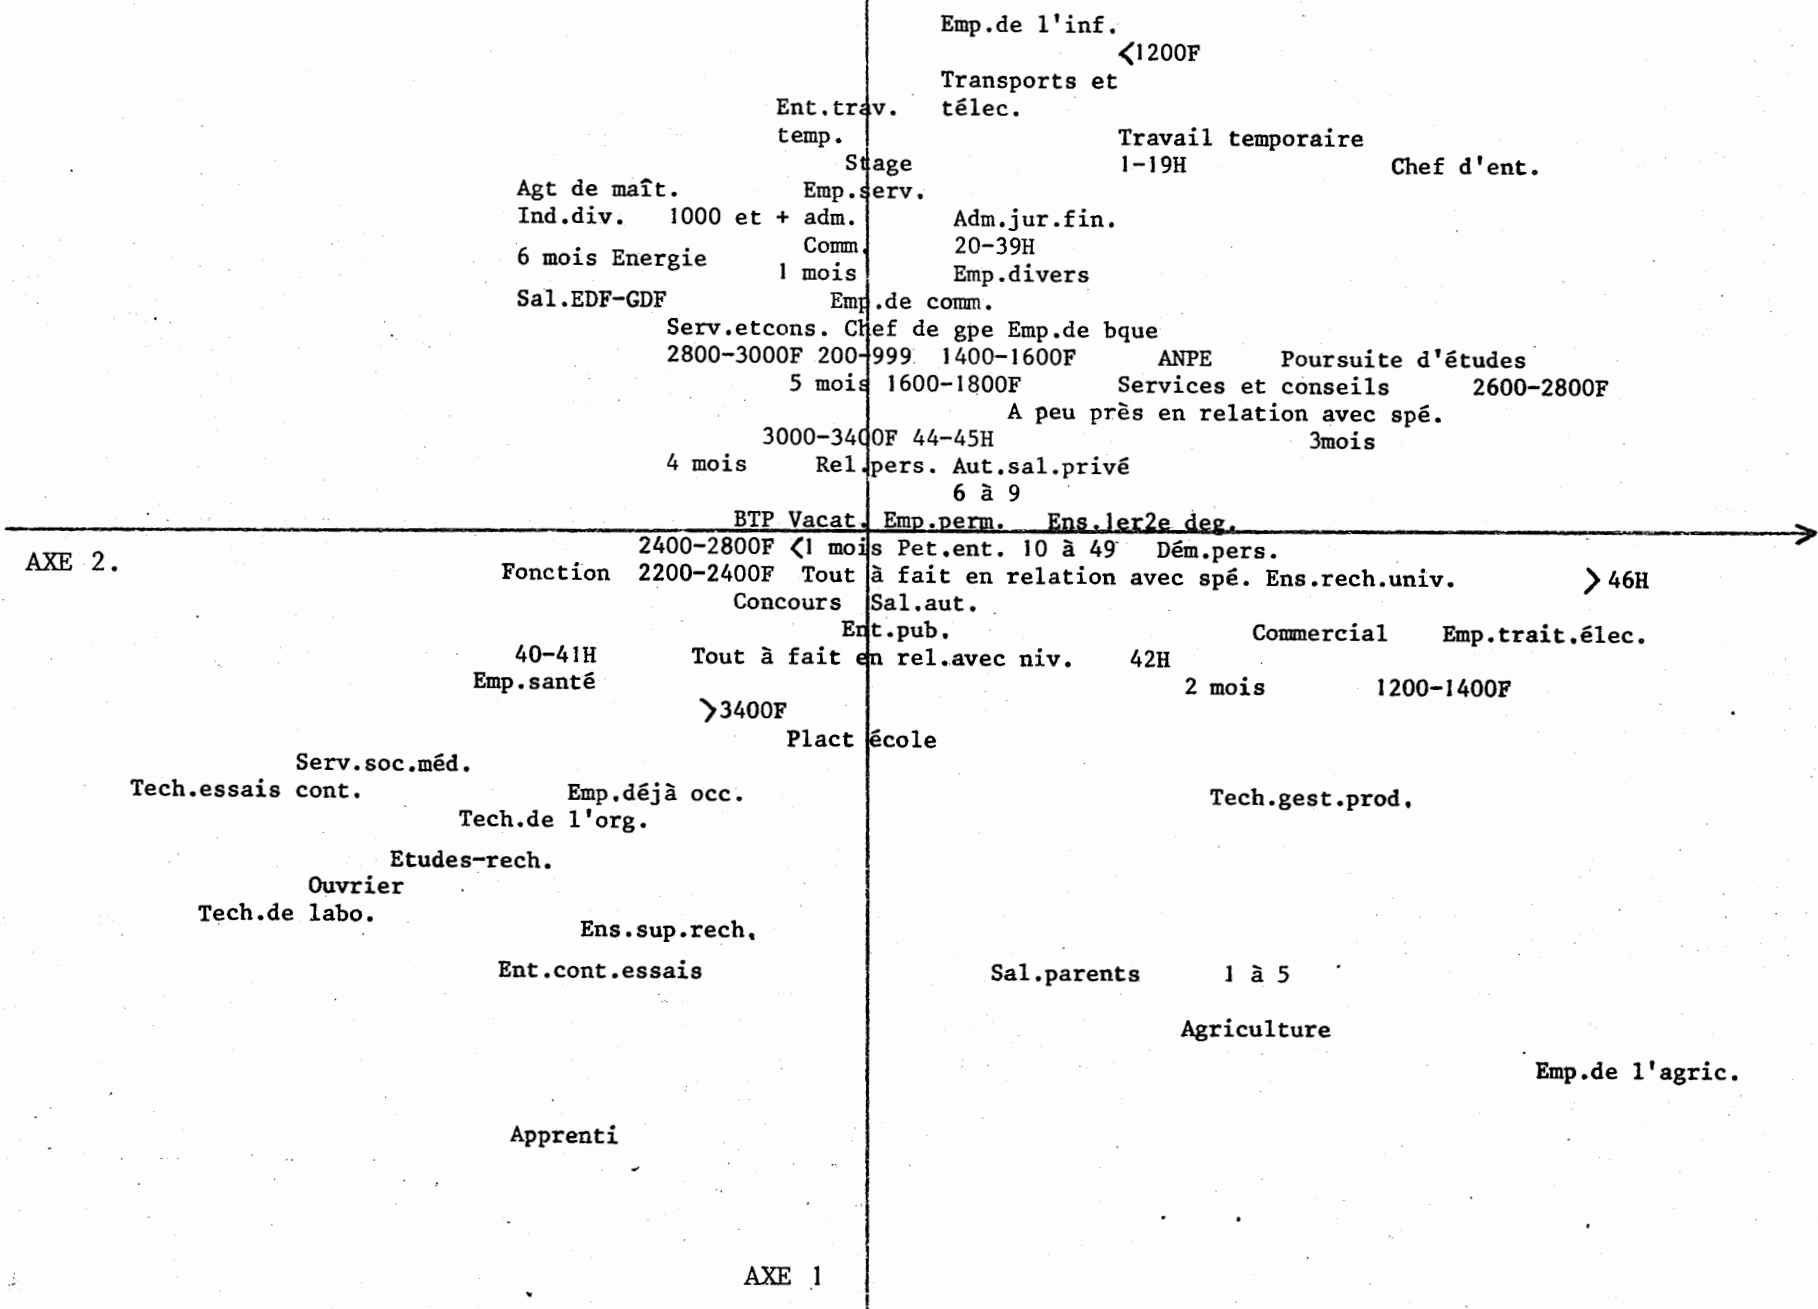 Emp.de l'inf.
<1200F
Transports et
Ent.trav. télec.
temp. Travail temporaire
Stage 1-19H Chef d'ent.
Agt de maît. Emp.serv.
Ind.div. 1000 et + adm. Adm.jur.fin.
Comm. 20-39H
6 mois Energie
1 mois Emp.divers
Sal.EDF-GDF Emp.de comm.
Serv.etcons. Chef de gpe Emp.de bque
2800-3000F 200-999 1400-1600F ANPE Poursuite d'études
5 mois 1600-1800F Services et conseils 2600-2800F
A peu près en relation avec spé.
3000-3400F 44-45H 3mois
4 mois Rel.pers. Aut.sal.privé
6 à 9
BTP Vacat. Emp.perm. Ens.1er2e deg.
AXE 2. 2400-2800F <1 mois Pet.ent. 10 à 49 Dém.pers.
Fonction 2200-2400F Tout à fait en relation avec spé. Ens.rech.univ. >46H
Concours Sal.aut.
Ent.pub. Commercial Emp.trait.élec.
40-41H Tout à fait en rel.avec niv. 42H
Emp.santé 2 mois 1200-1400F
>3400F
Plact école
Serv.soc.méd.
Tech.essais cont. Emp.déjà occ. Tech.gest.prod.
Tech.de l'org.
Etudes-rech.
Ouvrier
Tech.de labo.
Ens.sup.rech.
Ent.cont.essais Sal.parents 1 à 5
Agriculture
Emp.de l'agric.
Apprenti
AXE 1